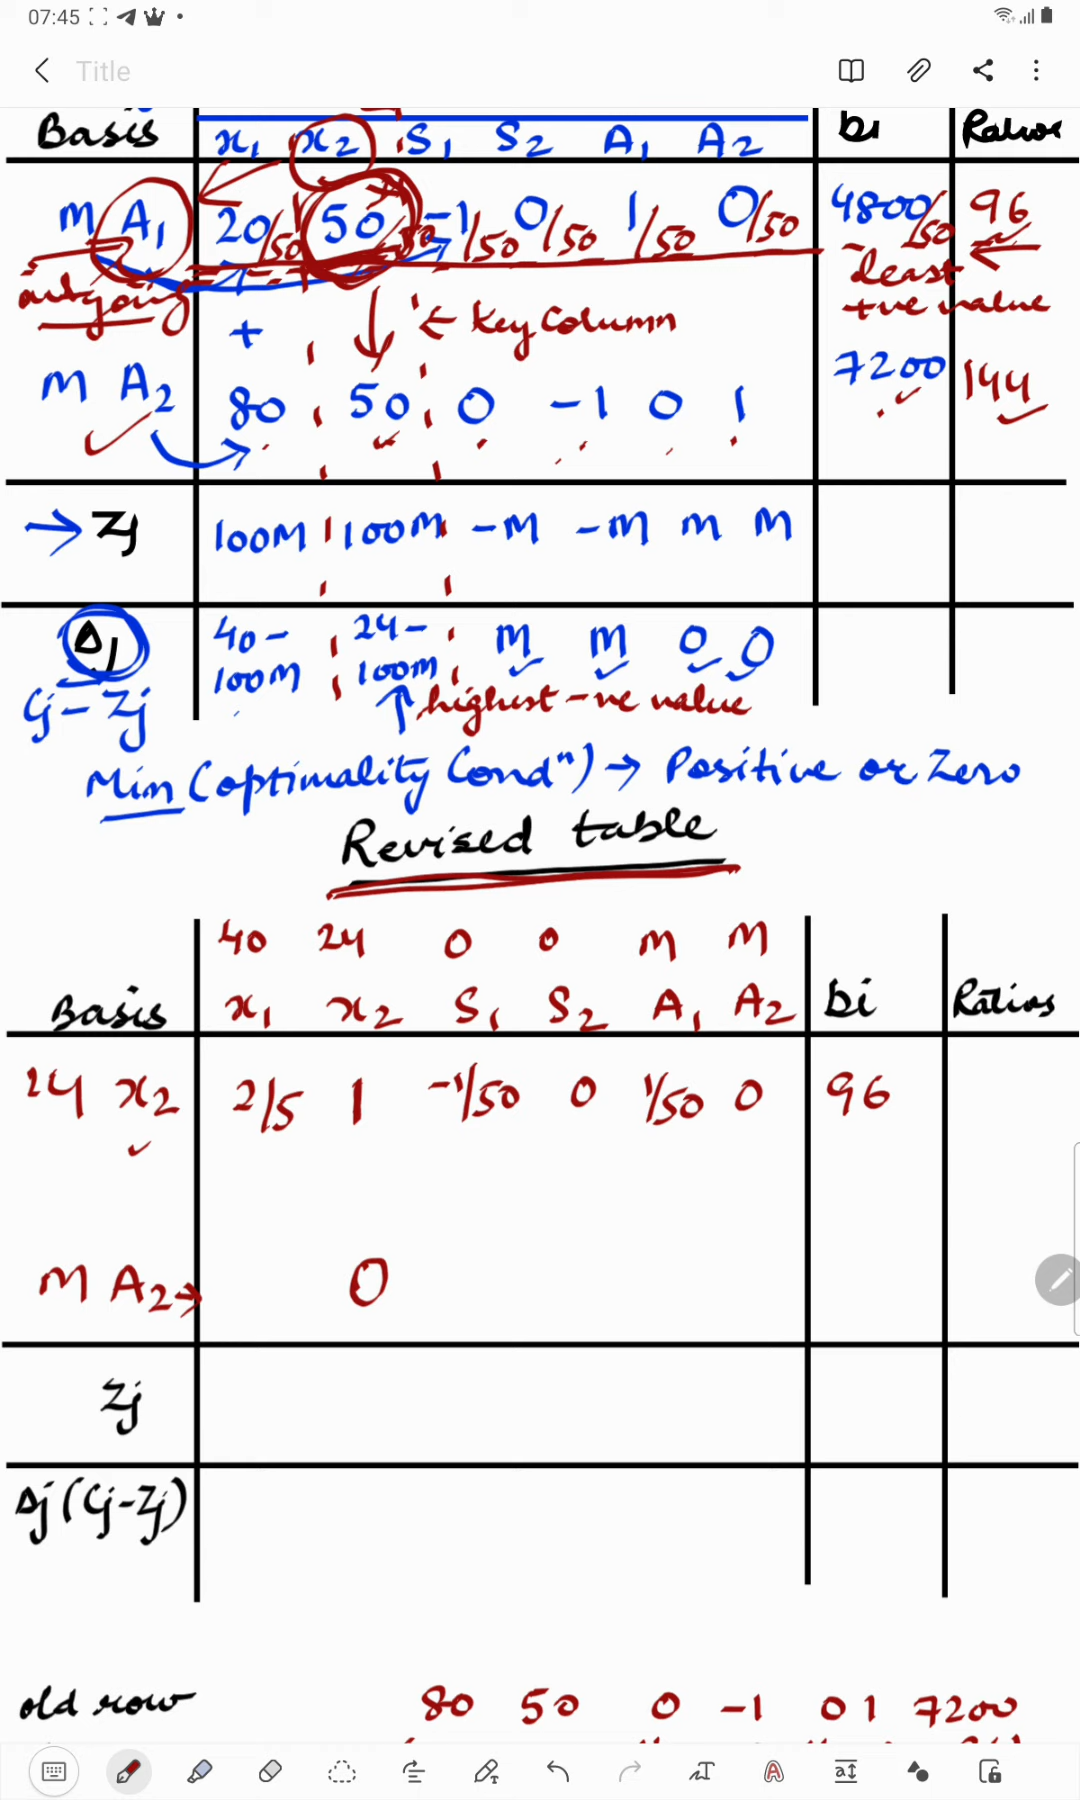 07:45
Title
Basis x₁ x₂ S₁ S₂ A₁ A₂ bi Ratios
M A₁ 20/50 50/50 -1/50 0/50 1/50 0/50 4800/50 96
outgoing ← Key Column least +ve value
+
M A₂ 80 50 0 -1 0 1 7200 144
→ Zj 100M 100M -M -M M M
Δj 40-100M 24-100M M M 0 0
Cj - Zj ↑ highest -ve value
Min (optimality Condⁿ) → Positive or Zero
Revised table
40 24 0 0 M M
Basis x₁ x₂ S₁ S₂ A₁ A₂ bi Ratios
24 x₂ 2/5 1 -1/50 0 1/50 0 96
M A₂ → 0
Zj
Δj (Cj-Zj)
old row 80 50 0 -1 0 1 7200